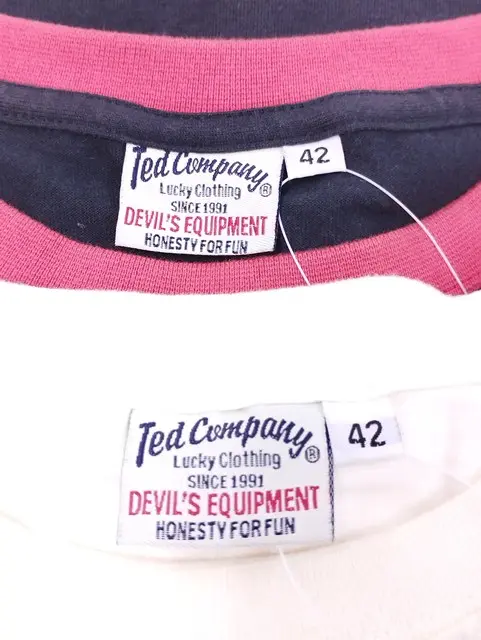 Ted Company
42
Lucky Clothing ®
SINCE 1991
DEVIL'S EQUIPMENT
HONESTY FOR FUN
Ted Company
42
Lucky Clothing ®
SINCE 1991
DEVIL'S EQUIPMENT
HONESTY FOR FUN